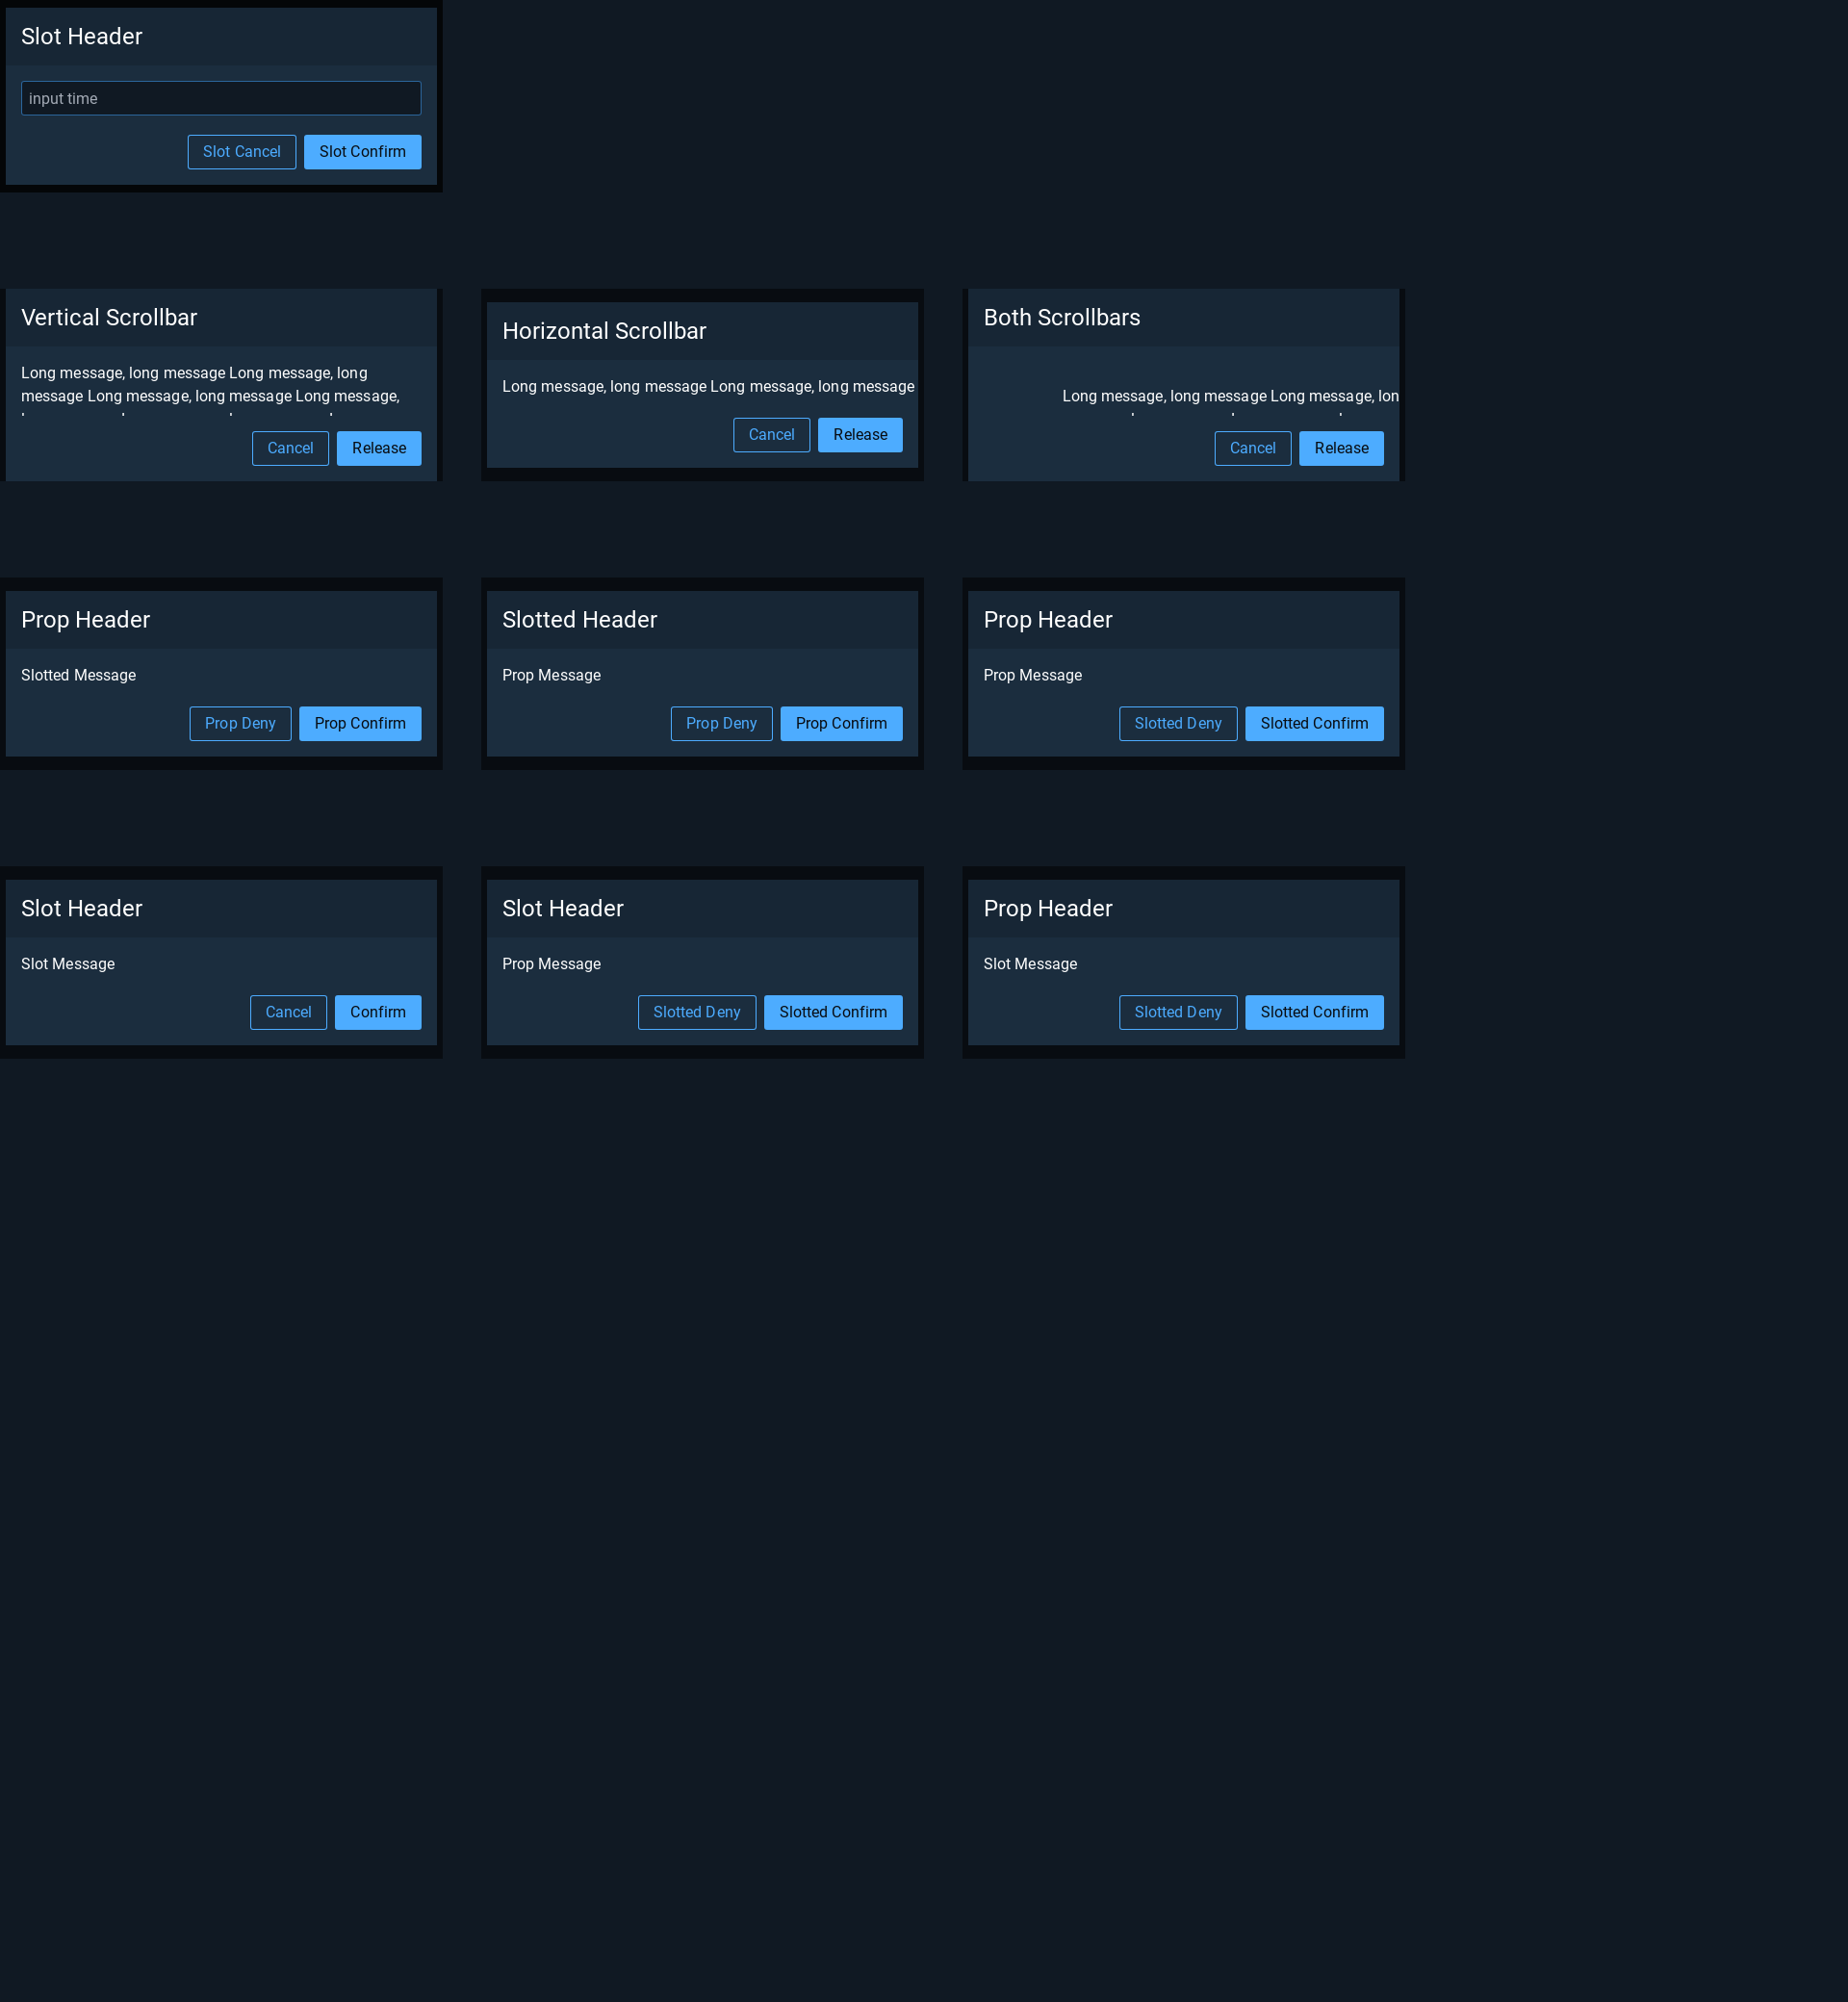 Slot Header
input time
Slot Cancel
Slot Confirm
Vertical Scrollbar
Long message, long message Long message, long
message Long message, long message Long message,
Cancel
Release
Horizontal Scrollbar
Long message, long message Long message, long message
Cancel
Release
Both Scrollbars
Long message, long message Long message, lon
Cancel
Release
Prop Header
Slotted Message
Prop Deny
Prop Confirm
Slotted Header
Prop Message
Prop Deny
Prop Confirm
Prop Header
Prop Message
Slotted Deny
Slotted Confirm
Slot Header
Slot Message
Cancel
Confirm
Slot Header
Prop Message
Slotted Deny
Slotted Confirm
Prop Header
Slot Message
Slotted Deny
Slotted Confirm